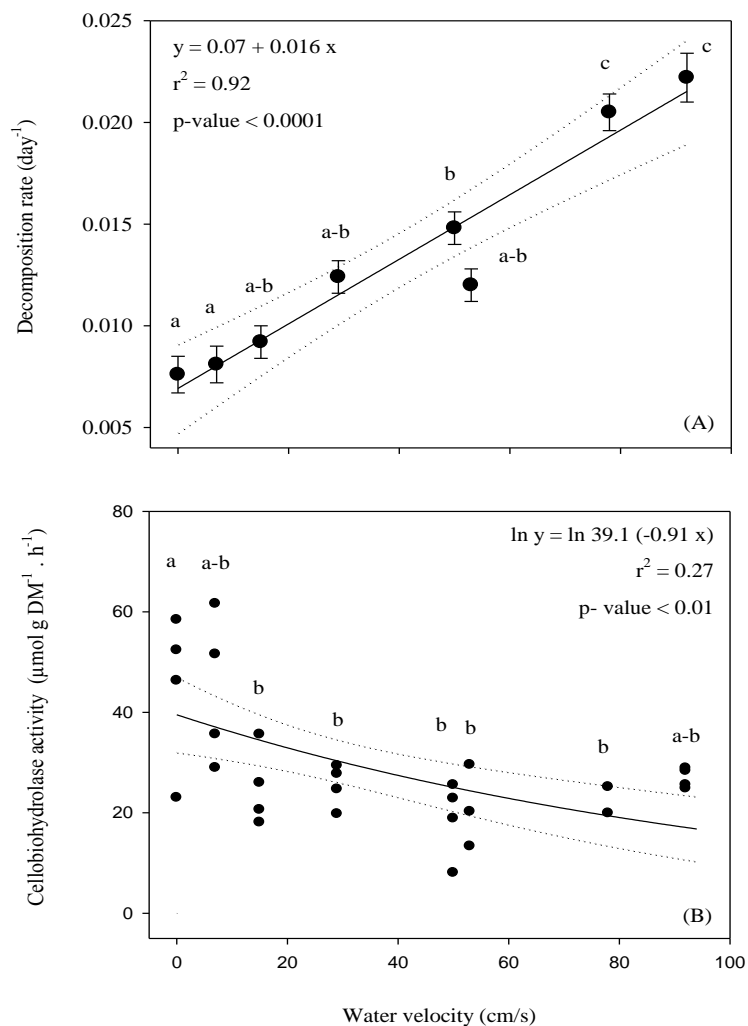 0.025
y = 0.07 + 0.016 x
r² = 0.92
p-value < 0.0001
c
c
0.020
b
0.015
a-b
a-b
a-b
a
a
0.010
0.005
(A)
Decomposition rate (day⁻¹)
80
ln y = ln 39.1 (-0.91 x)
r² = 0.27
p- value < 0.01
a
a-b
60
b
b
b
b
b
a-b
40
20
0
(B)
Cellobiohydrolase activity (µmol g DM⁻¹ . h⁻¹)
0 20 40 60 80 100
Water velocity (cm/s)